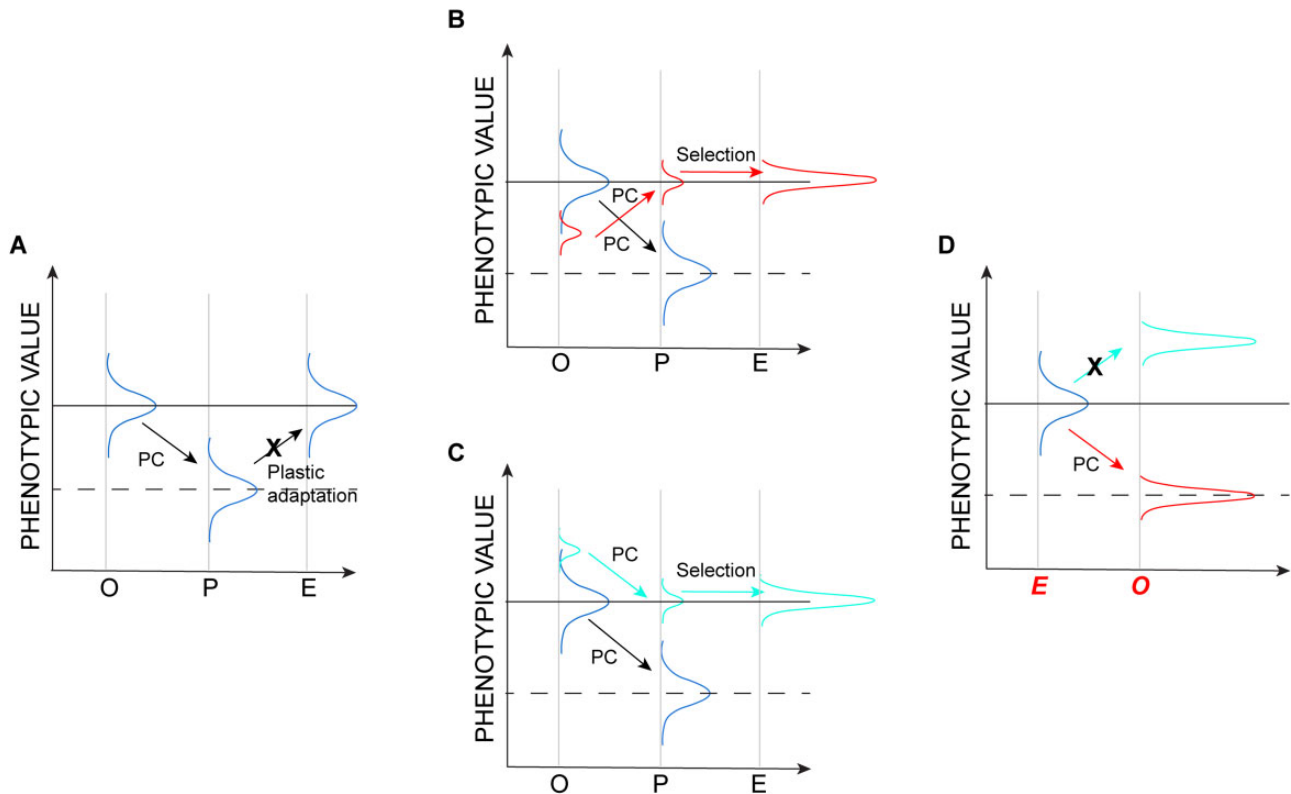 A
PHENOTYPIC VALUE
PC
X
Plastic
adaptation
O P E
B
PHENOTYPIC VALUE
Selection
PC
PC
O P E
C
PHENOTYPIC VALUE
PC
Selection
PC
O P E
D
PHENOTYPIC VALUE
X
PC
E O